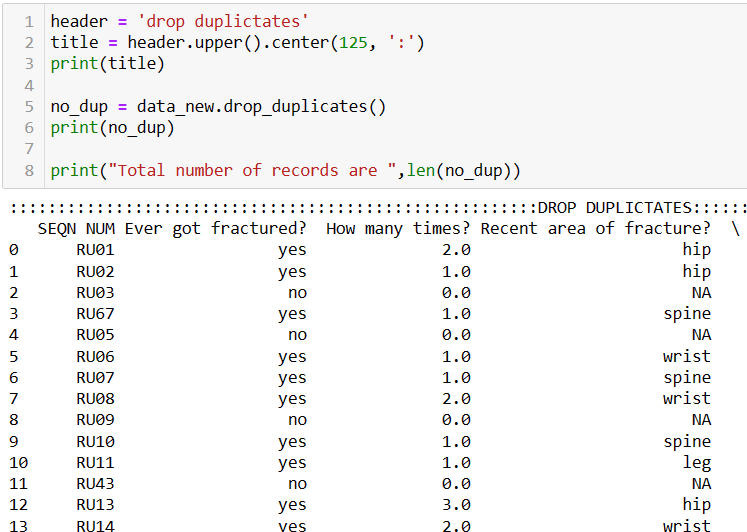 1 header = 'drop duplictates'
2 title = header.upper().center(125, ':')
3 print(title)
4
5 no_dup = data_new.drop_duplicates()
6 print(no_dup)
7
8 print("Total number of records are ",len(no_dup))
:::::::::::::::::::::::::::::::::::::::::::::::::::::::DROP DUPLICTATES::::::
SEQN NUM Ever got fractured? How many times? Recent area of fracture? \
0 RU01 yes 2.0 hip
1 RU02 yes 1.0 hip
2 RU03 no 0.0 NA
3 RU67 yes 1.0 spine
4 RU05 no 0.0 NA
5 RU06 yes 1.0 wrist
6 RU07 yes 1.0 spine
7 RU08 yes 2.0 wrist
8 RU09 no 0.0 NA
9 RU10 yes 1.0 spine
10 RU11 yes 1.0 leg
11 RU43 no 0.0 NA
12 RU13 yes 3.0 hip
13 RU14 yes 2.0 wrist